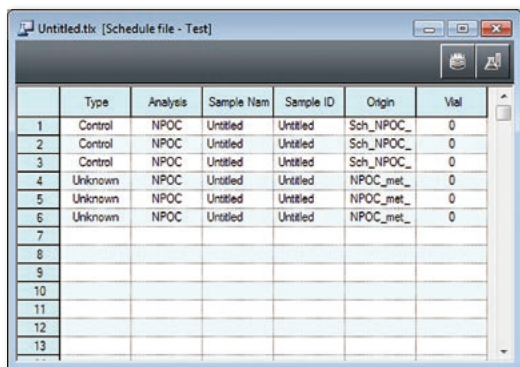 Untitled.tlx [Schedule file - Test]
Type Analysis Sample Nam Sample ID Origin Vial
1 Control NPOC Untitled Untitled Sch_NPOC_ 0
2 Control NPOC Untitled Untitled Sch_NPOC_ 0
3 Control NPOC Untitled Untitled Sch_NPOC_ 0
4 Unknown NPOC Untitled Untitled NPOC_met_ 0
5 Unknown NPOC Untitled Untitled NPOC_met_ 0
6 Unknown NPOC Untitled Untitled NPOC_met_ 0
7
8
9
10
11
12
13